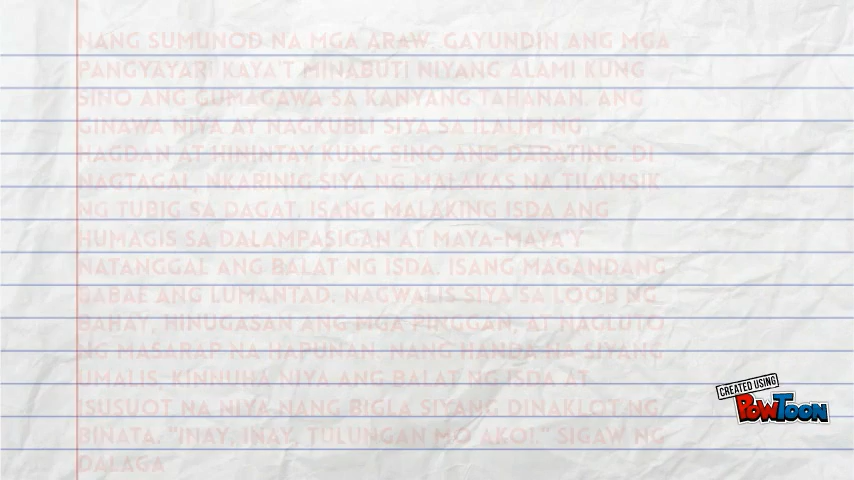 NANG SUMUNOD NA MGA ARAW. GAYUNDIN ANG MGA
PANGYAYARI KAYA'T MINABUTI NIYANG ALAMI KUNG
SINO ANG GUMAGAWA SA KANYANG TAHANAN. ANG
GINAWA NIYA AY NAGKUBLI SIYA SA ILALIM NG
HAGDAN AT HININTAY KUNG SINO ANG DARATING. DI
NAGTAGAL, NKARINIG SIYA NG MALAKAS NA TILAMSIK
NG TUBIG SA DAGAT. ISANG MALAKING ISDA ANG
HUMAGIS SA DALAMPASIGAN AT MAYA-MAYA'Y
NATANGGAL ANG BALAT NG ISDA. ISANG MAGANDANG
BABAE ANG LUMANTAD. NAGWALIS SIYA SA LOOB NG
BAHAY, HINUGASAN ANG MGA PINGGAN, AT NAGLUTO
NG MASARAP NA HAPUNAN. NANG HANDA NA SIYANG
UMALIS, KINNUHA NIYA ANG BALAT NG ISDA AT
ISUSUOT NA NIYA NANG BIGLA SIYANG SUNAKLOT NG
BINATA. "INAY, INAY, TULUNGAN MO AKO!." SIGAW NG
DALAGA
CREATED USING
POWTOON